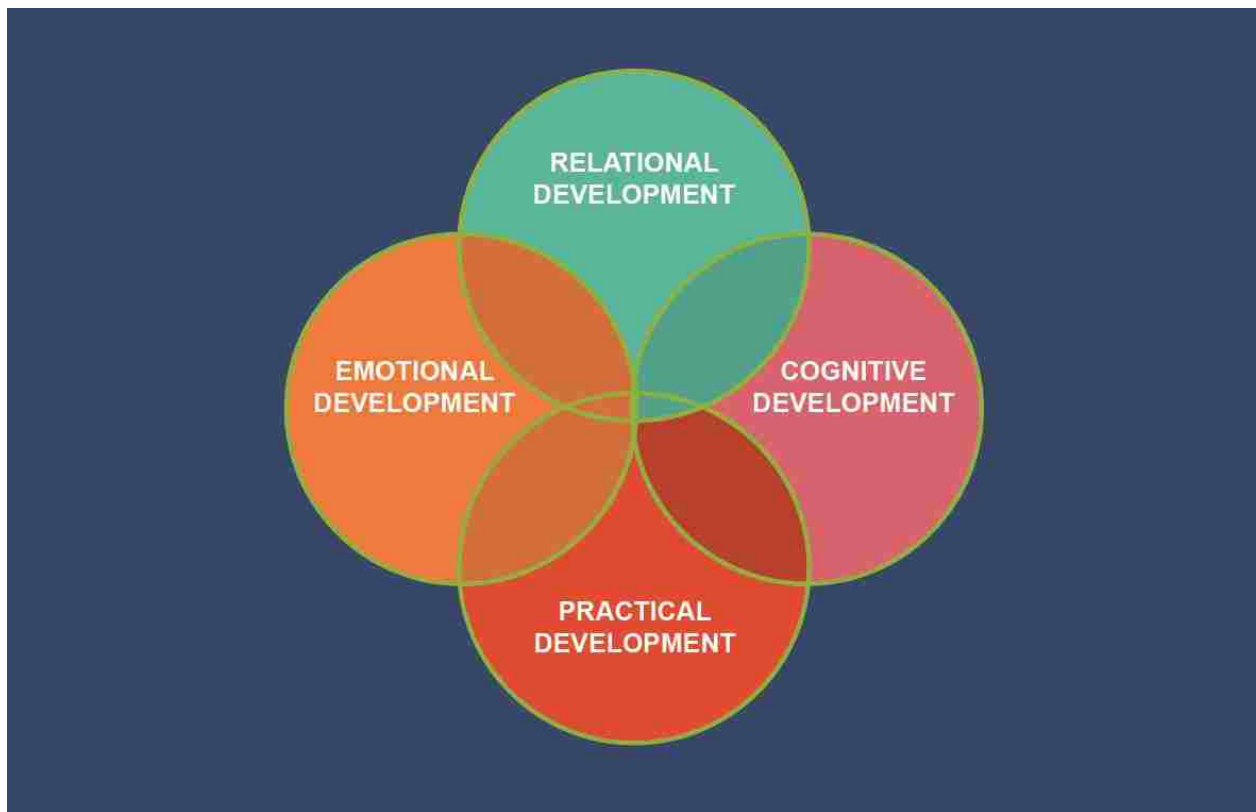 RELATIONAL
DEVELOPMENT
EMOTIONAL
DEVELOPMENT
COGNITIVE
DEVELOPMENT
PRACTICAL
DEVELOPMENT